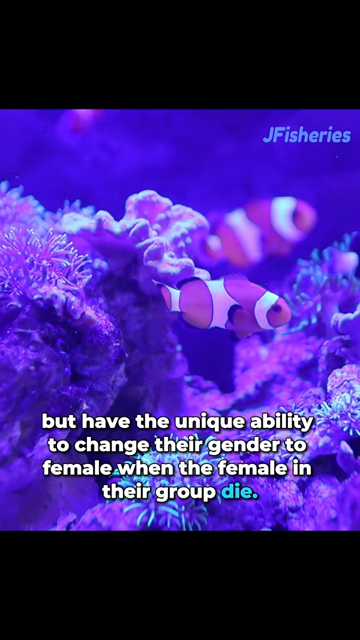 JFisheries
but have the unique ability
to change their gender to
female when the female in
their group die.